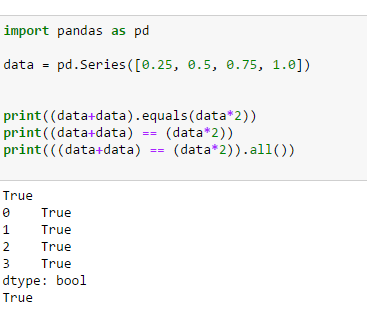 import pandas as pd
data = pd.Series([0.25, 0.5, 0.75, 1.0])
print((data+data).equals(data*2))
print((data+data) == (data*2))
print(((data+data) == (data*2)).all())
True
0    True
1    True
2    True
3    True
dtype: bool
True